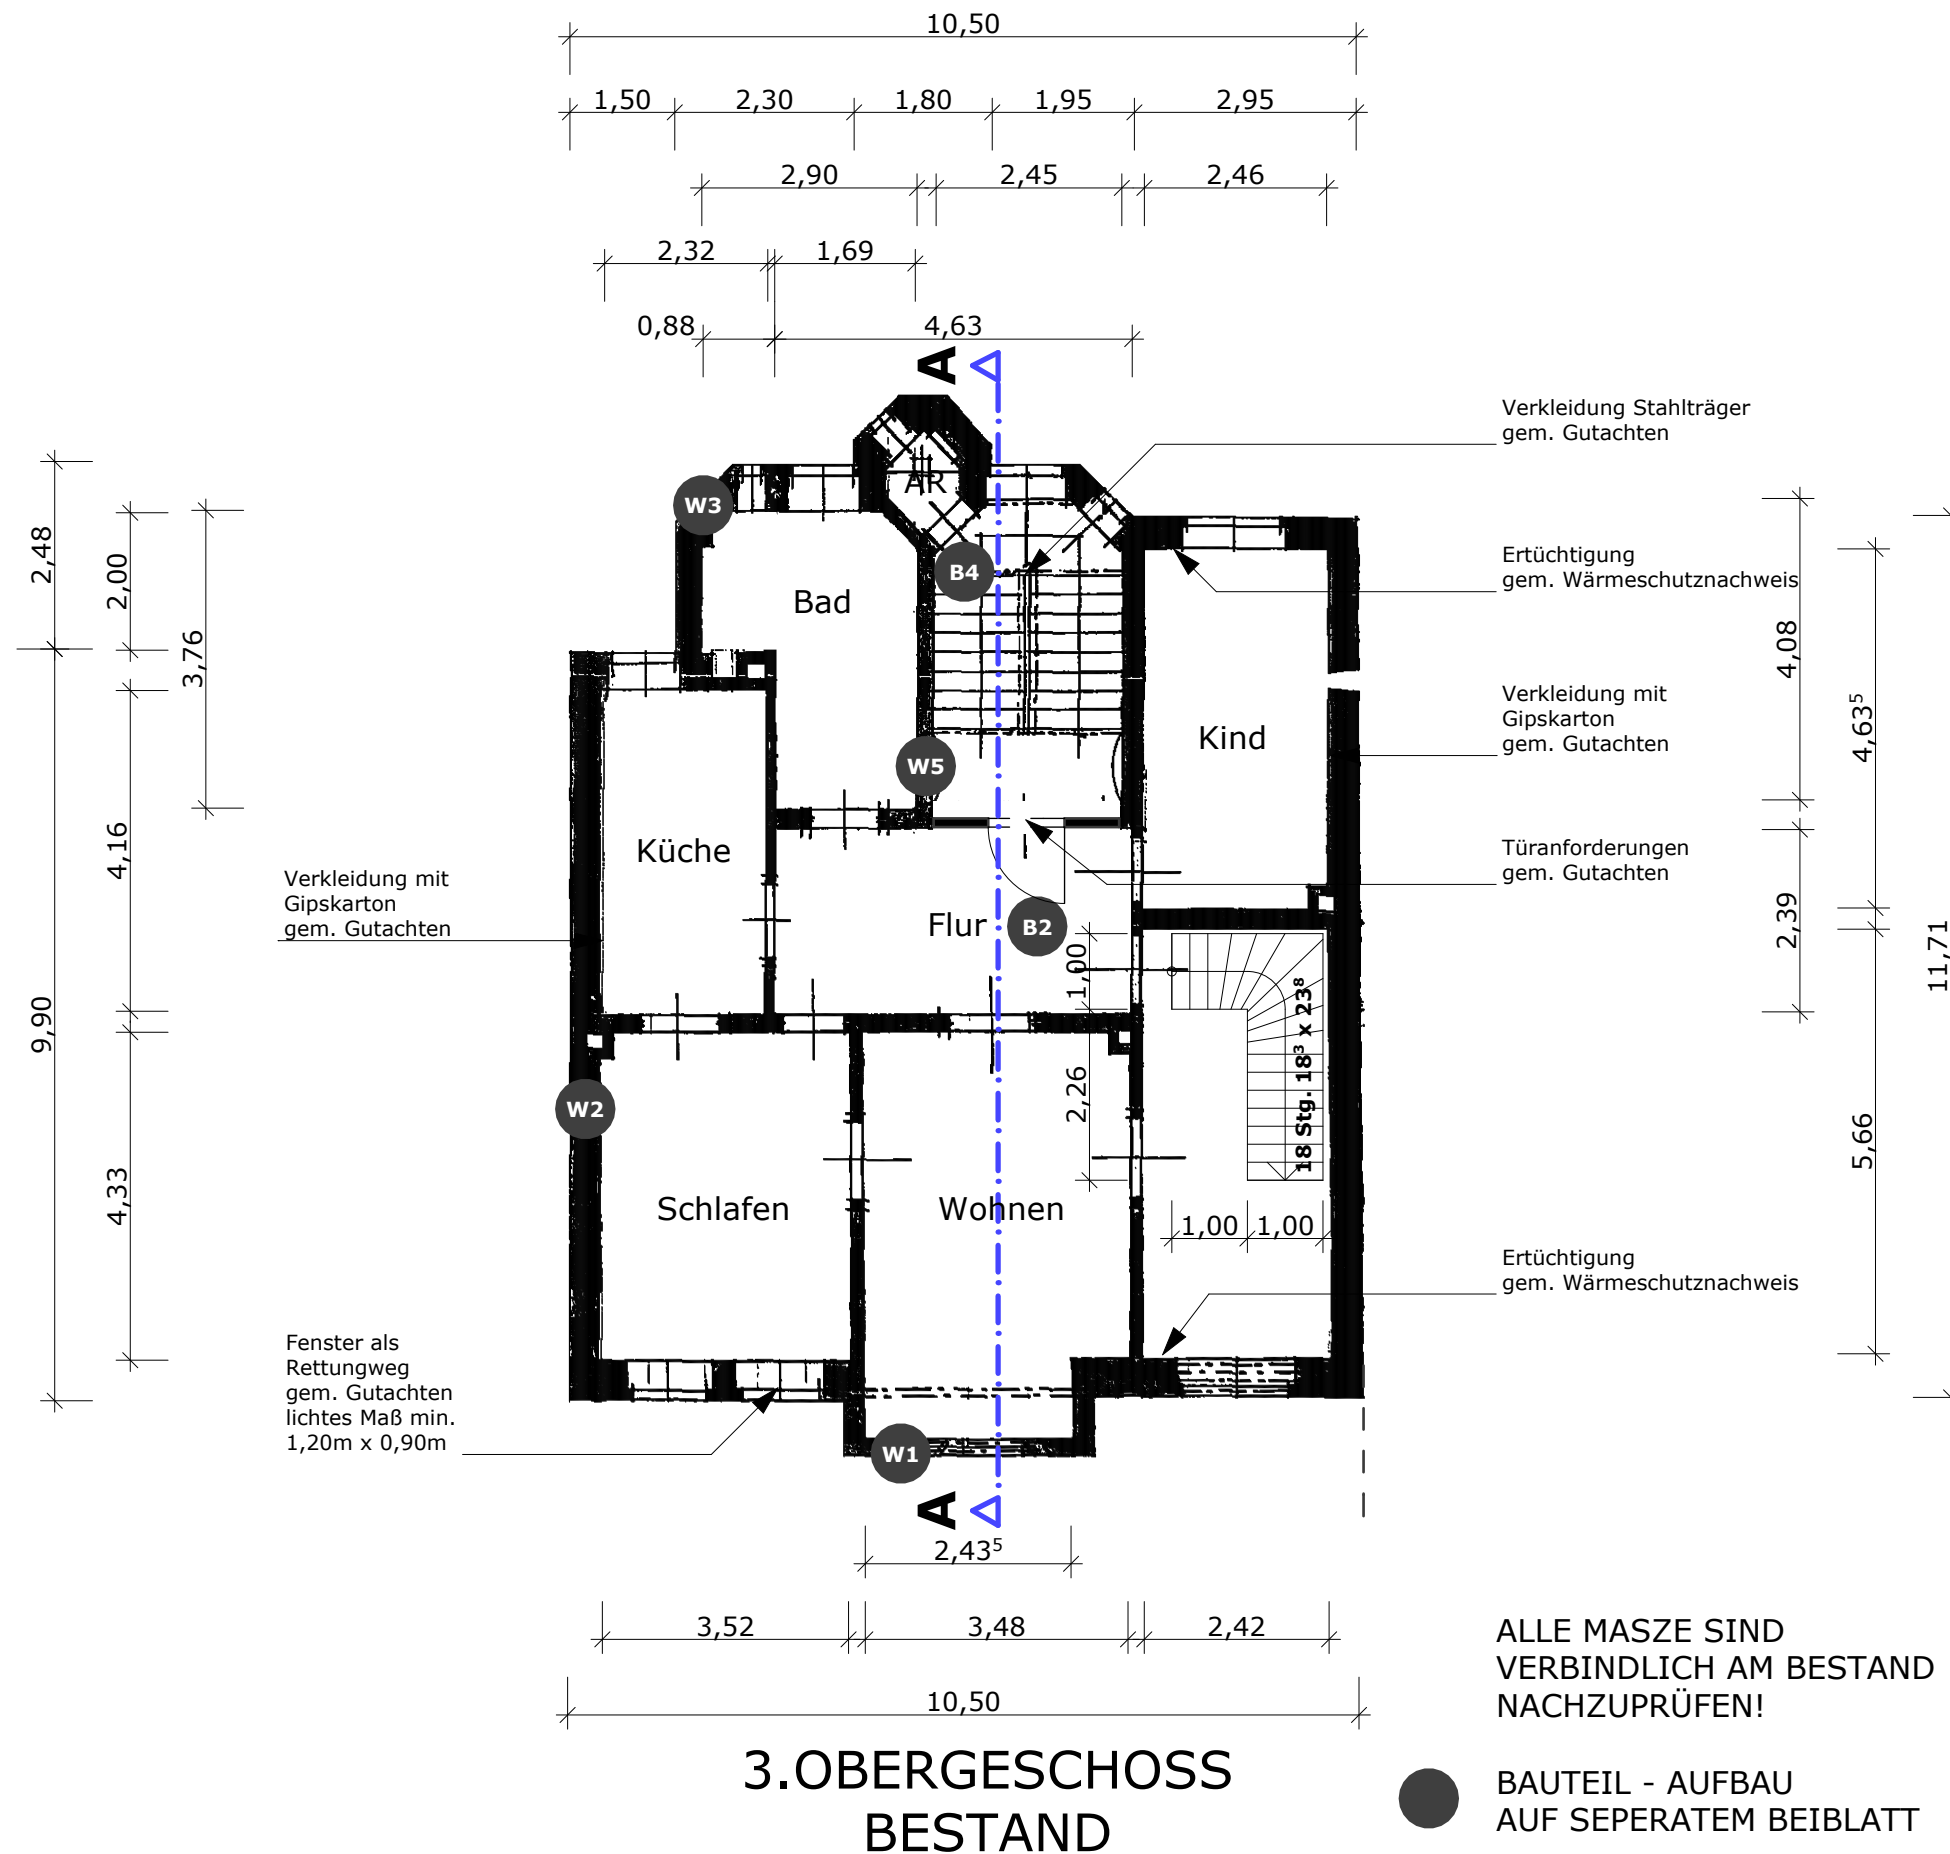 10,50
1,50
2,30
1,80
1,95
2,95
2,90
2,45
2,46
2,32
1,69
0,88
4,63
A
Verkleidung Stahlträger
gem. Gutachten
AR
W3
2,48
2,00
3,76
B4
Bad
Ertüchtigung
gem. Wärmeschutznachweis
4,08
4,63⁵
Verkleidung mit
Gipskarton
gem. Gutachten
Kind
W5
Küche
4,16
Türanforderungen
gem. Gutachten
Verkleidung mit
Gipskarton
gem. Gutachten
Flur
B2
1,00
2,39
11,71
9,90
18 Stg. 18³ x 23⁸
2,26
W2
4,33
5,66
Schlafen
Wohnen
1,00
1,00
Ertüchtigung
gem. Wärmeschutznachweis
Fenster als
Rettungweg
gem. Gutachten
lichtes Maß min.
1,20m x 0,90m
W1
A
2,43⁵
3,52
3,48
2,42
10,50
ALLE MASZE SIND
VERBINDLICH AM BESTAND
NACHZUPRÜFEN!
3.OBERGESCHOSS
BESTAND
BAUTEIL - AUFBAU
AUF SEPERATEM BEIBLATT